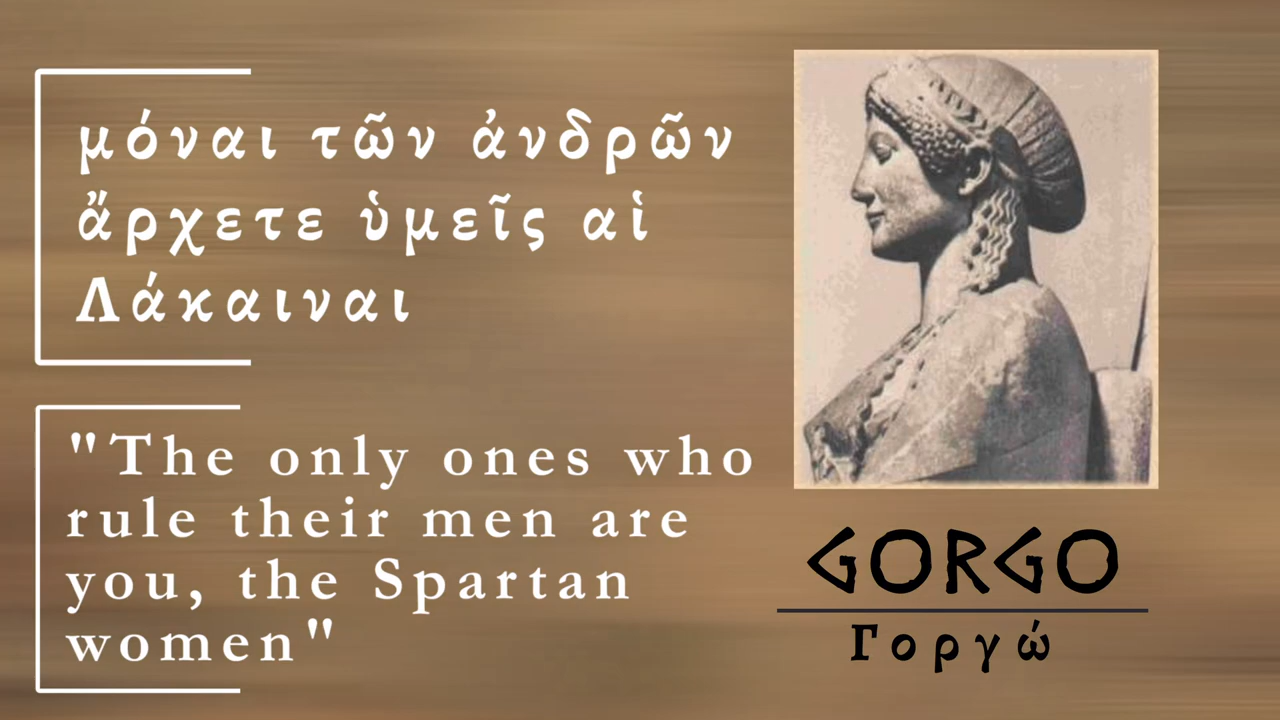 μόναι τῶν ἀνδρῶν
ἄρχετε ὑμεῖς αἱ
Λάκαιναι
"The only ones who
rule their men are
you, the Spartan
women"
GORGO
Γοργώ